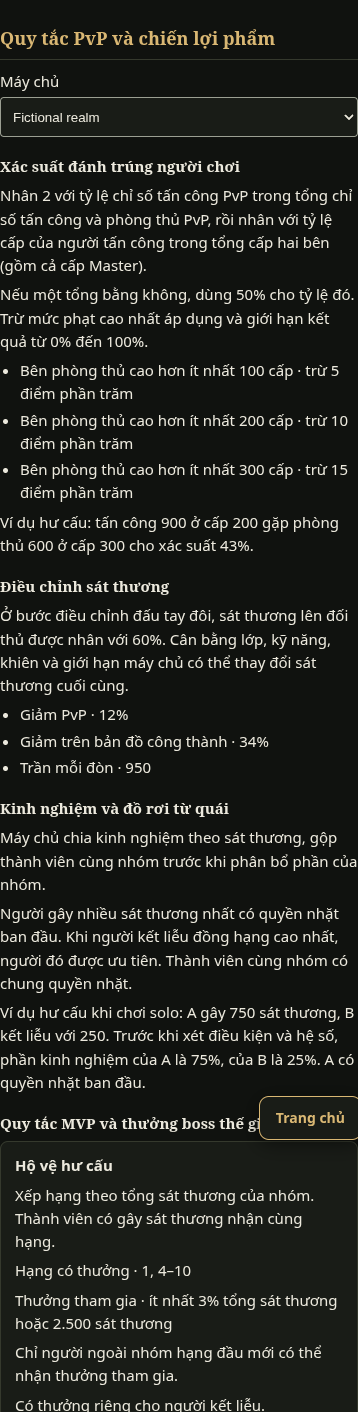 Quy tắc PvP và chiến lợi phẩm
Máy chủ
Fictional realm
Xác suất đánh trúng người chơi
Nhân 2 với tỷ lệ chỉ số tấn công PvP trong tổng chỉ
số tấn công và phòng thủ PvP, rồi nhân với tỷ lệ
cấp của người tấn công trong tổng cấp hai bên
(gồm cả cấp Master).
Nếu một tổng bằng không, dùng 50% cho tỷ lệ đó.
Trừ mức phạt cao nhất áp dụng và giới hạn kết
quả từ 0% đến 100%.
• Bên phòng thủ cao hơn ít nhất 100 cấp · trừ 5
điểm phần trăm
• Bên phòng thủ cao hơn ít nhất 200 cấp · trừ 10
điểm phần trăm
• Bên phòng thủ cao hơn ít nhất 300 cấp · trừ 15
điểm phần trăm
Ví dụ hư cấu: tấn công 900 ở cấp 200 gặp phòng
thủ 600 ở cấp 300 cho xác suất 43%.
Điều chỉnh sát thương
Ở bước điều chỉnh đấu tay đôi, sát thương lên đối
thủ được nhân với 60%. Cân bằng lớp, kỹ năng,
khiên và giới hạn máy chủ có thể thay đổi sát
thương cuối cùng.
• Giảm PvP · 12%
• Giảm trên bản đồ công thành · 34%
• Trần mỗi đòn · 950
Kinh nghiệm và đồ rơi từ quái
Máy chủ chia kinh nghiệm theo sát thương, gộp
thành viên cùng nhóm trước khi phân bổ phần của
nhóm.
Người gây nhiều sát thương nhất có quyền nhặt
ban đầu. Khi người kết liễu đồng hạng cao nhất,
người đó được ưu tiên. Thành viên cùng nhóm có
chung quyền nhặt.
Ví dụ hư cấu khi chơi solo: A gây 750 sát thương, B
kết liễu với 250. Trước khi xét điều kiện và hệ số,
phần kinh nghiệm của A là 75%, của B là 25%. A có
quyền nhặt ban đầu.
Quy tắc MVP và thưởng boss thế
Trang chủ
Hộ vệ hư cấu
Xếp hạng theo tổng sát thương của nhóm.
Thành viên có gây sát thương nhận cùng
hạng.
Hạng có thưởng · 1, 4–10
Thưởng tham gia · ít nhất 3% tổng sát thương
hoặc 2.500 sát thương
Chỉ người ngoài nhóm hạng đầu mới có thể
nhận thưởng tham gia.
Có thưởng riêng cho người kết liễu.